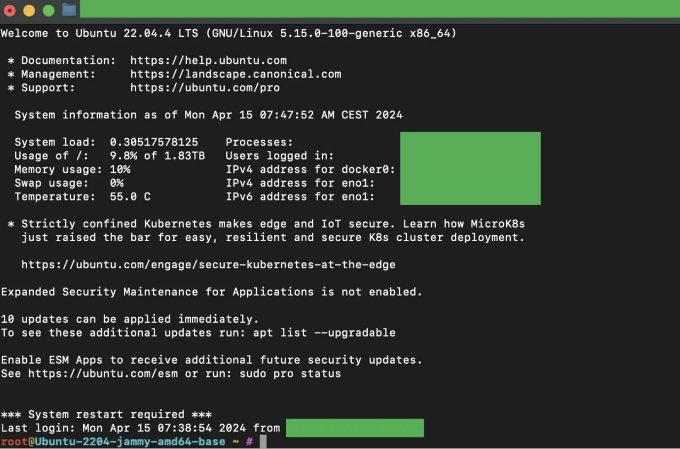 Welcome to Ubuntu 22.04.4 LTS (GNU/Linux 5.15.0-100-generic x86_64)
* Documentation: https://help.ubuntu.com
* Management: https://landscape.canonical.com
* Support: https://ubuntu.com/pro
System information as of Mon Apr 15 07:47:52 AM CEST 2024
System load: 0.30517578125 Processes:
Usage of /: 9.8% of 1.83TB Users logged in:
Memory usage: 10% IPv4 address for docker0:
Swap usage: 0% IPv4 address for eno1:
Temperature: 55.0 C IPv6 address for eno1:
* Strictly confined Kubernetes makes edge and IoT secure. Learn how MicroK8s
just raised the bar for easy, resilient and secure K8s cluster deployment.
https://ubuntu.com/engage/secure-kubernetes-at-the-edge
Expanded Security Maintenance for Applications is not enabled.
10 updates can be applied immediately.
To see these additional updates run: apt list --upgradable
Enable ESM Apps to receive additional future security updates.
See https://ubuntu.com/esm or run: sudo pro status
*** System restart required ***
Last login: Mon Apr 15 07:38:54 2024 from
root@Ubuntu-2204-jammy-amd64-base ~ #